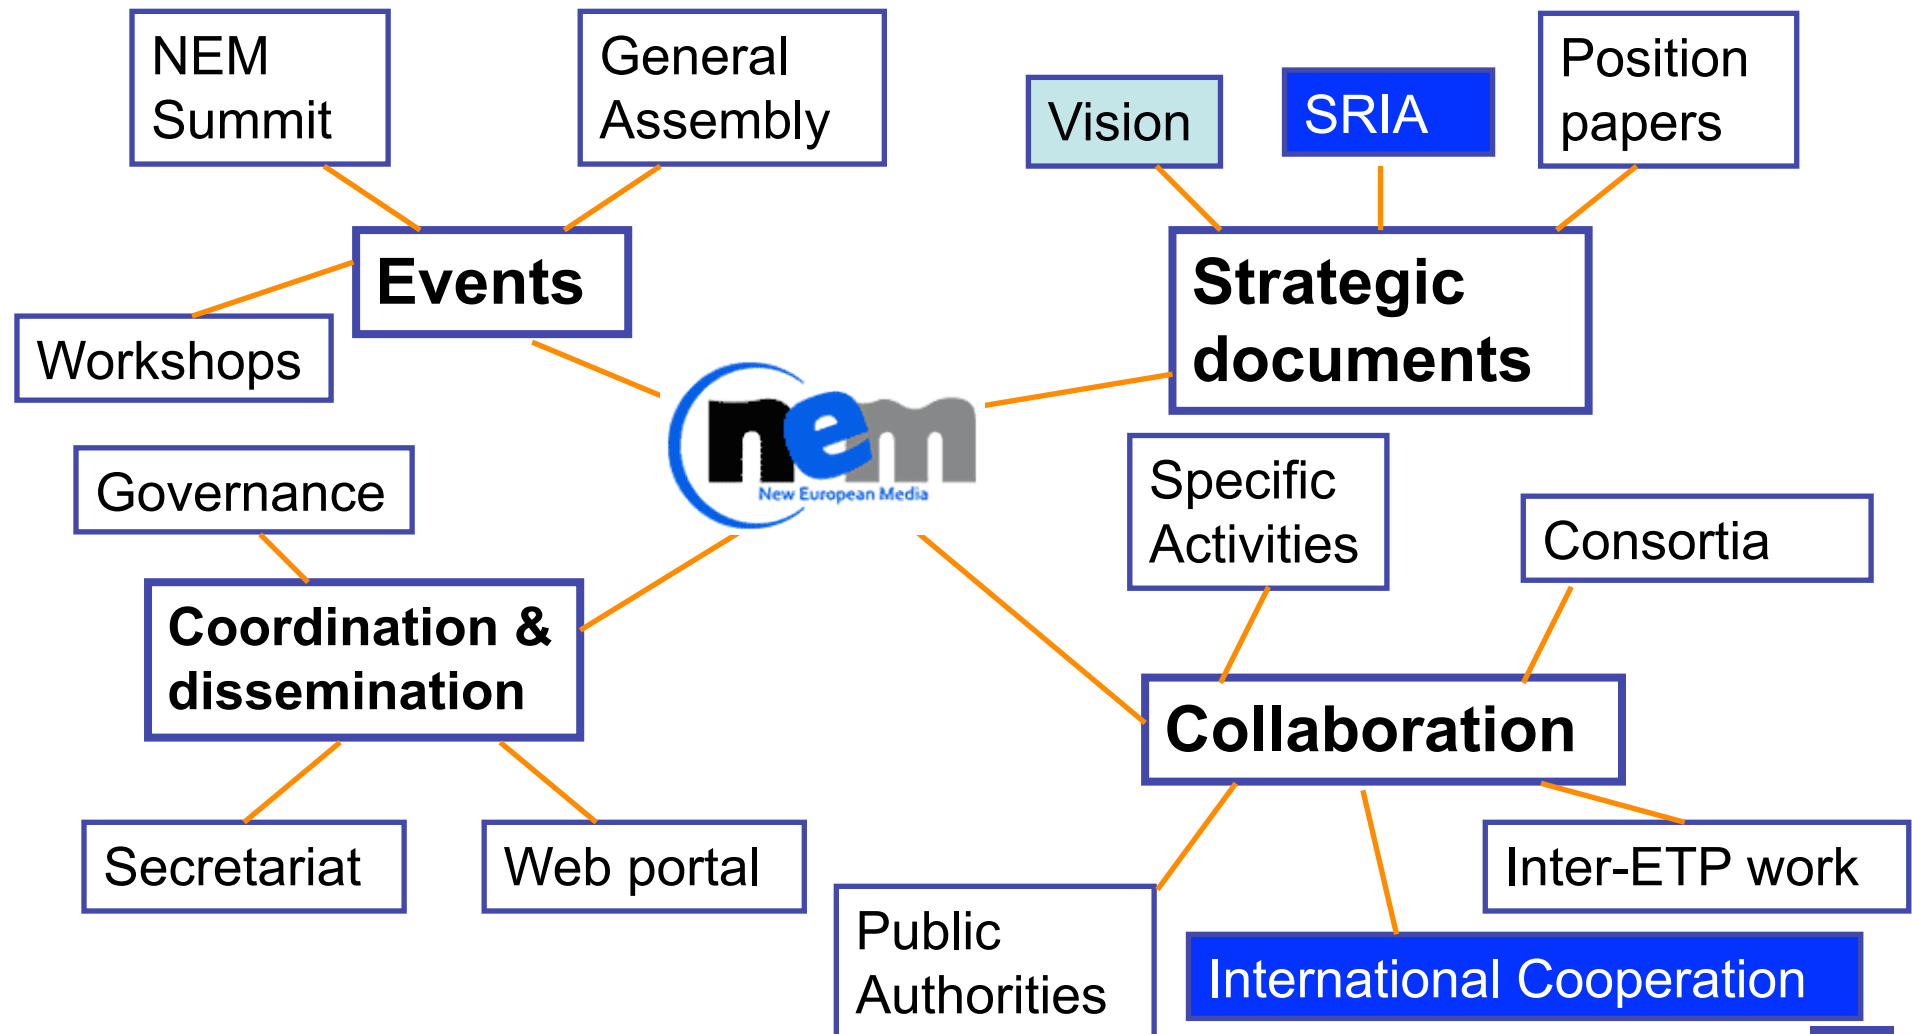 NEM
Summit
General
Assembly
Vision
SRIA
Position
papers
Events
Strategic
documents
Workshops
nem
New European Media
Governance
Specific
Activities
Consortia
Coordination &
dissemination
Collaboration
Secretariat
Web portal
Inter-ETP work
Public
Authorities
International Cooperation